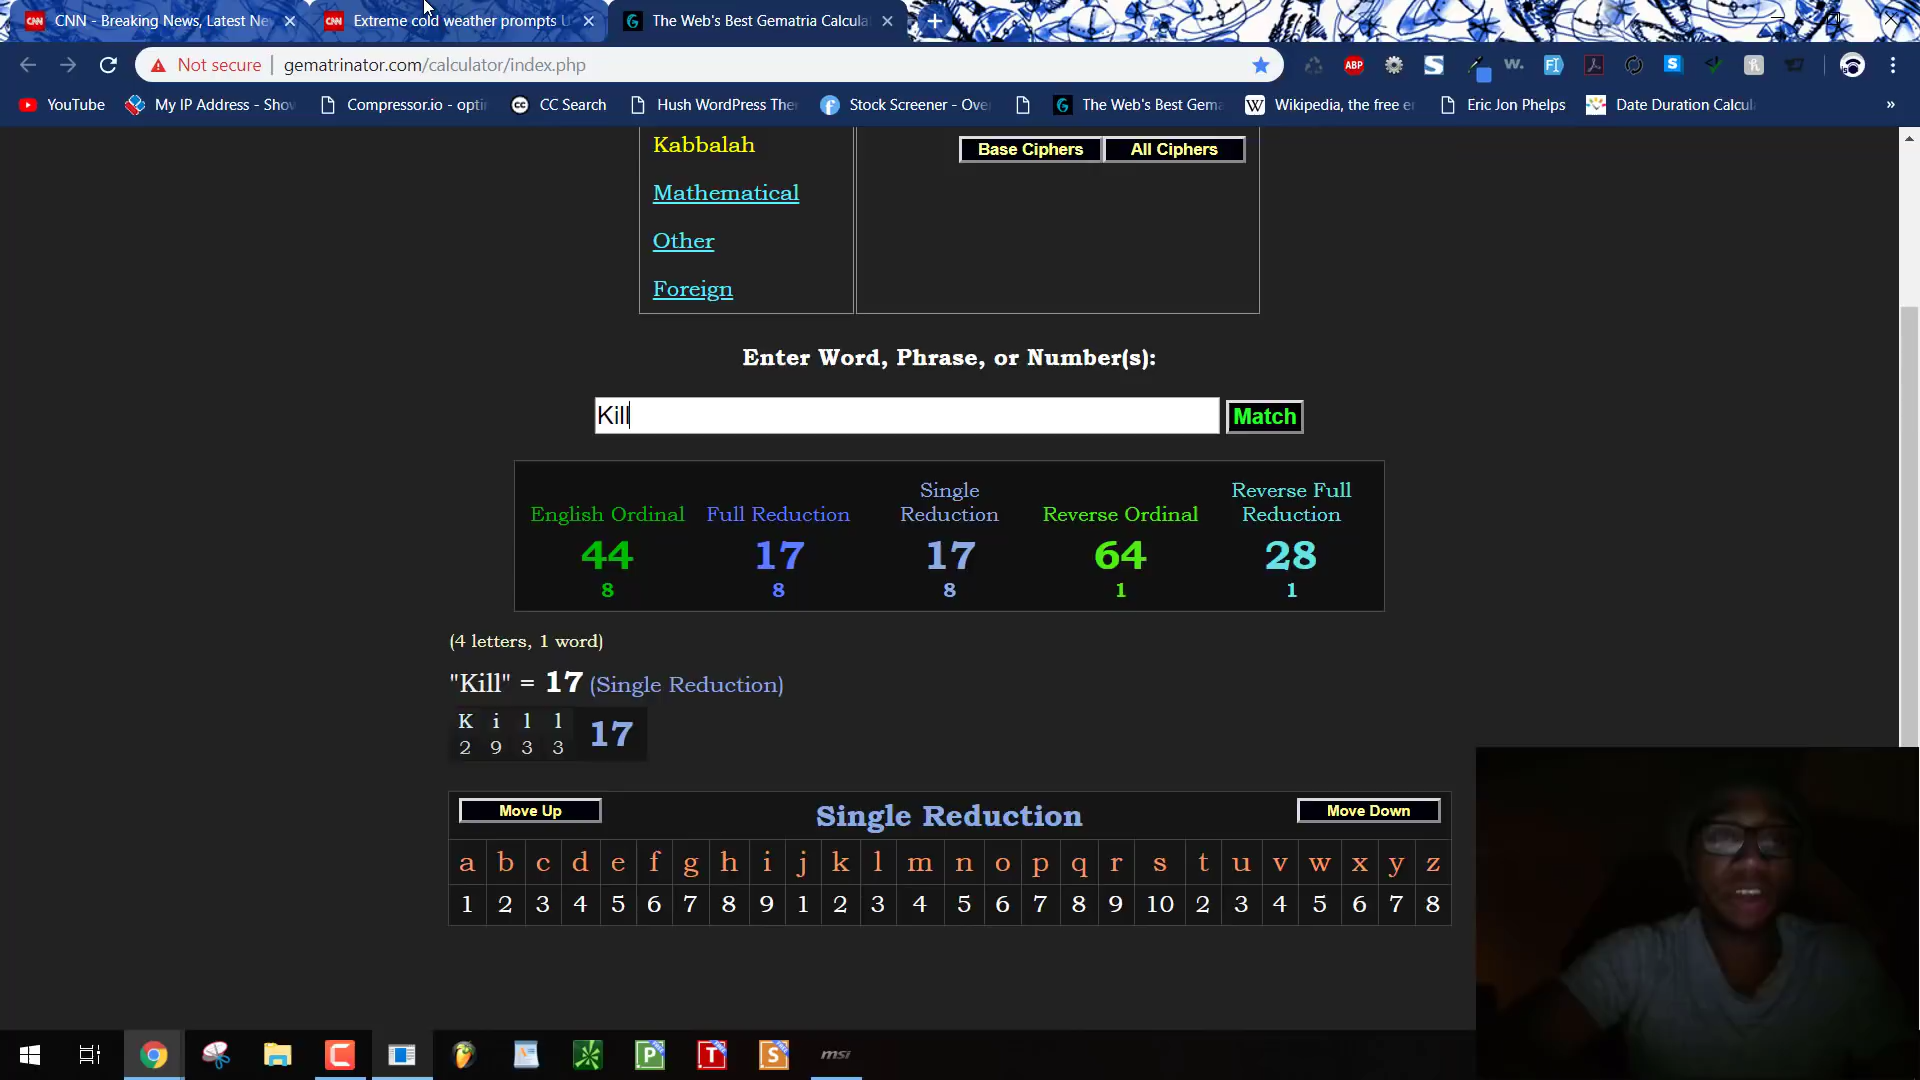 CNN - Breaking News, Latest Ne
Extreme cold weather prompts U
The Web's Best Gematria Calcula
Not secure | gematrinator.com/calculator/index.php
ABP
YouTube
My IP Address - Sho
Compressor.io - opti
CC Search
Hush WordPress The
Stock Screener - Ove
The Web's Best Gema
Wikipedia, the free e
Eric Jon Phelps
Date Duration Calcu
»
Kabbalah
Base Ciphers
All Ciphers
Mathematical
Other
Foreign
Enter Word, Phrase, or Number(s):
Kill
Match
English Ordinal
Full Reduction
Single Reduction
Reverse Ordinal
Reverse Full Reduction
44 17 17 64 28
8 8 8 1 1
(4 letters, 1 word)
"Kill" = 17 (Single Reduction)
K i l l
2 9 3 3
17
Move Up
Single Reduction
Move Down
a b c d e f g h i j k l m n o p q r s t u v w x y z
1 2 3 4 5 6 7 8 9 1 2 3 4 5 6 7 8 9 10 2 3 4 5 6 7 8
P
T
S
msi